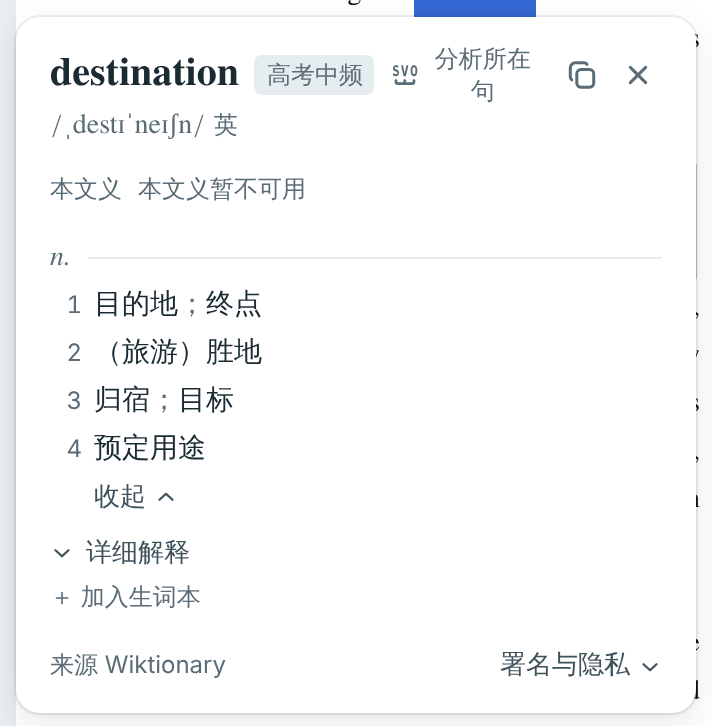 destination 高考中频 SVO 分析所在句
/ˌdestɪˈneɪʃn/ 英
本文义 本文义暂不可用
n.
1 目的地；终点
2 （旅游）胜地
3 归宿；目标
4 预定用途
收起
详细解释
+ 加入生词本
来源 Wiktionary 署名与隐私